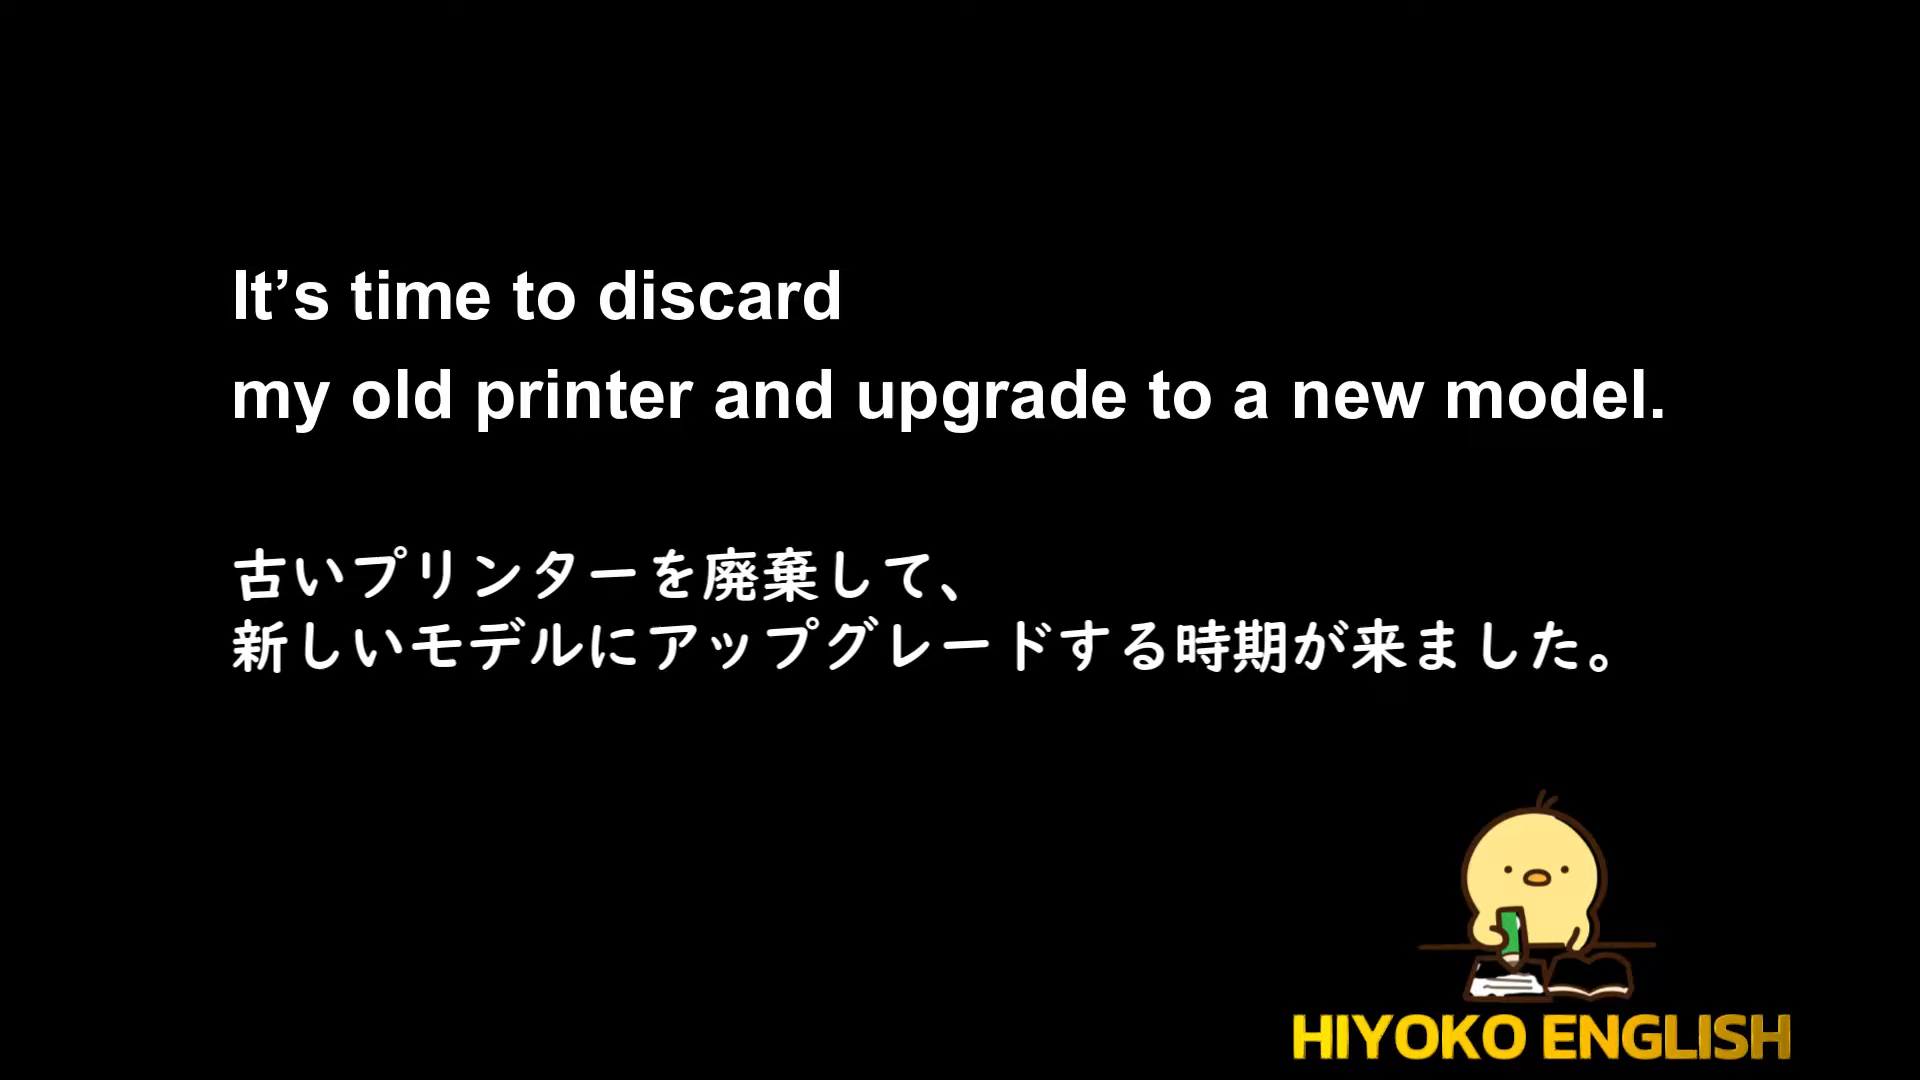 It’s time to discard
my old printer and upgrade to a new model.
古いプリンターを廃棄して、
新しいモデルにアップグレードする時期が来ました。
HIYOKO ENGLISH